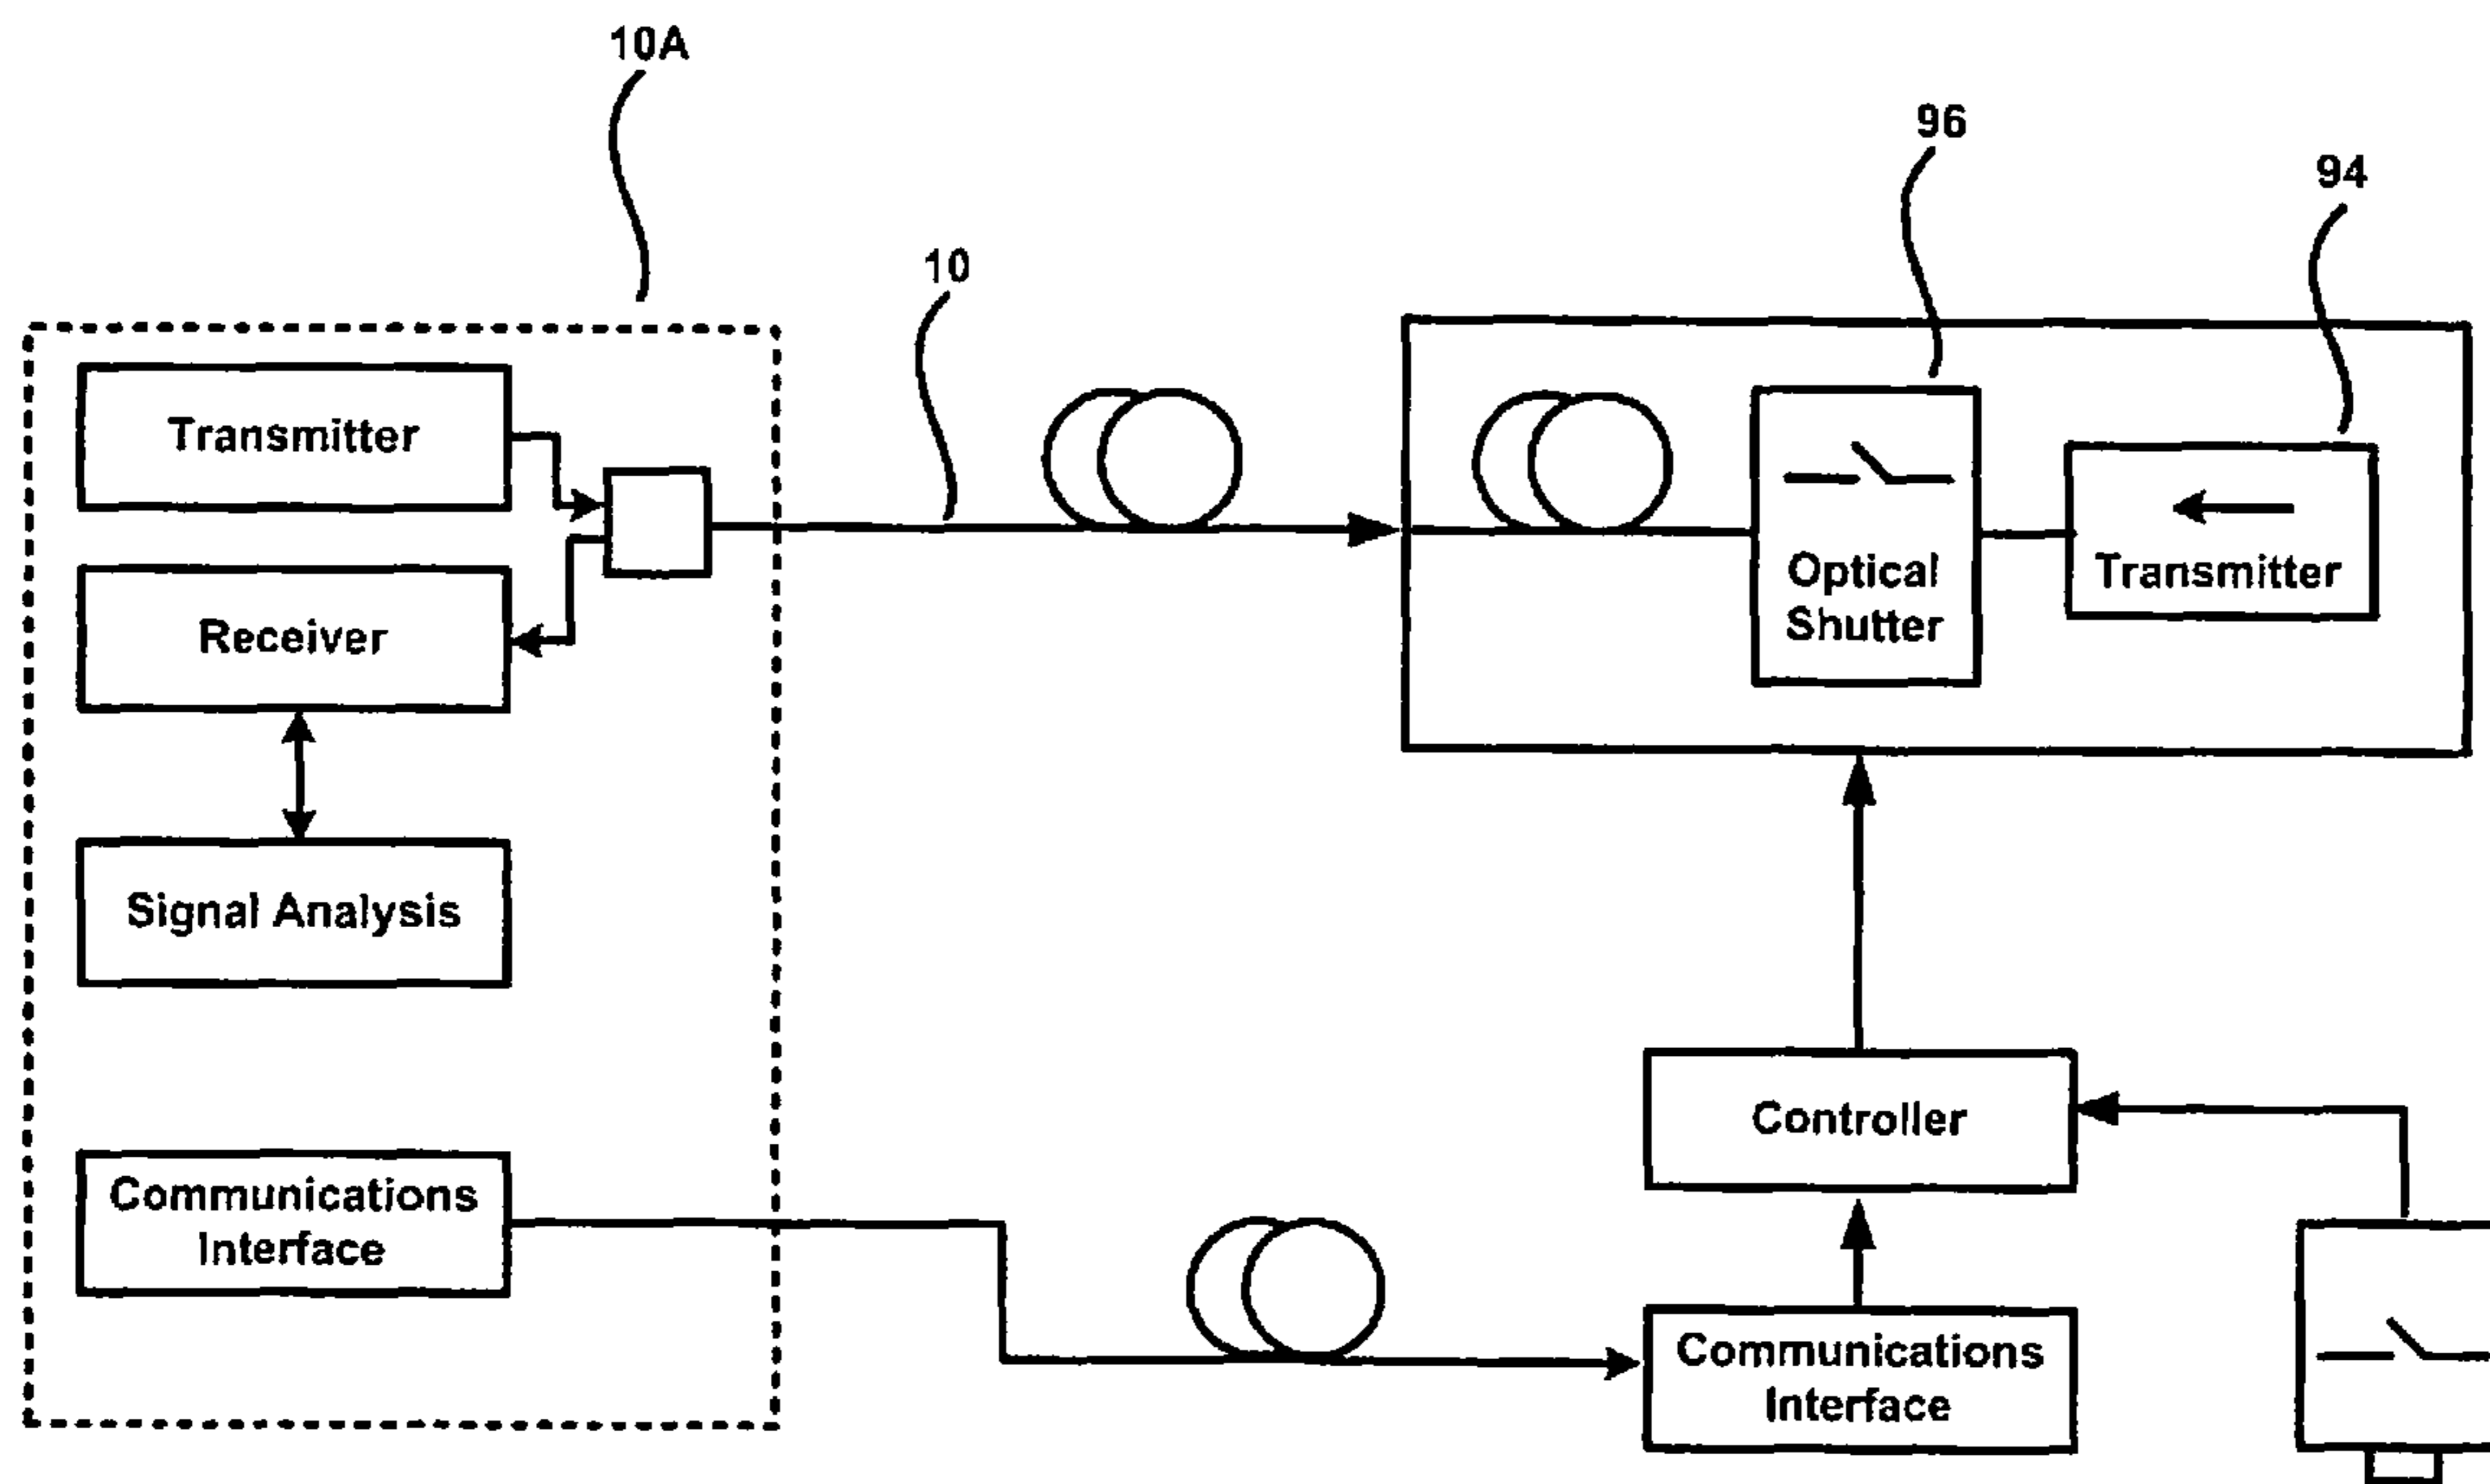 10A
96
94
10
Transmitter
Receiver
Signal Analysis
Communications
Interface
Optical
Shutter
Transmitter
Controller
Communications
Interface